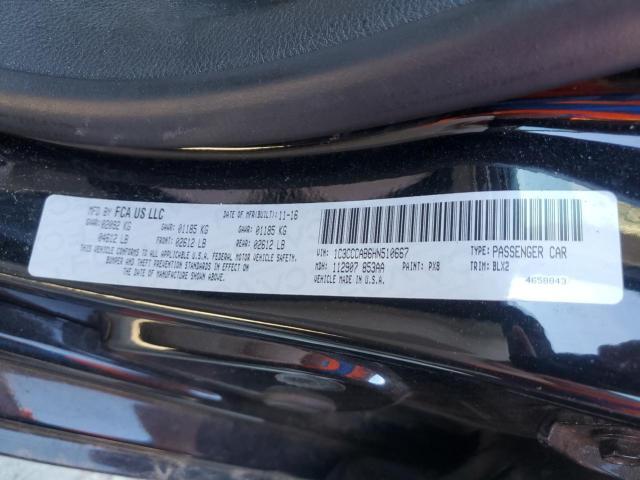 MFD BY FCA US LLC
DATE OF MFR(BUILT): 11-16
GVWR: 02092 KG
GAWR: 01185 KG
GAWR: 01185 KG
04612 LB
FRONT: 02612 LB
REAR: 02612 LB
THIS VEHICLE CONFORMS TO ALL APPLICABLE U.S.A. FEDERAL MOTOR VEHICLE SAFETY,
BUMPER AND THEFT PREVENTION STANDARDS IN EFFECT ON
THE DATE OF MANUFACTURE SHOWN ABOVE.
VIN: 1C3CCCAB6HN510667
TYPE: PASSENGER CAR
MDH: 112907 853AA
PAINT: PX8
TRIM: BLX2
VEHICLE MADE IN U.S.A.
4658843